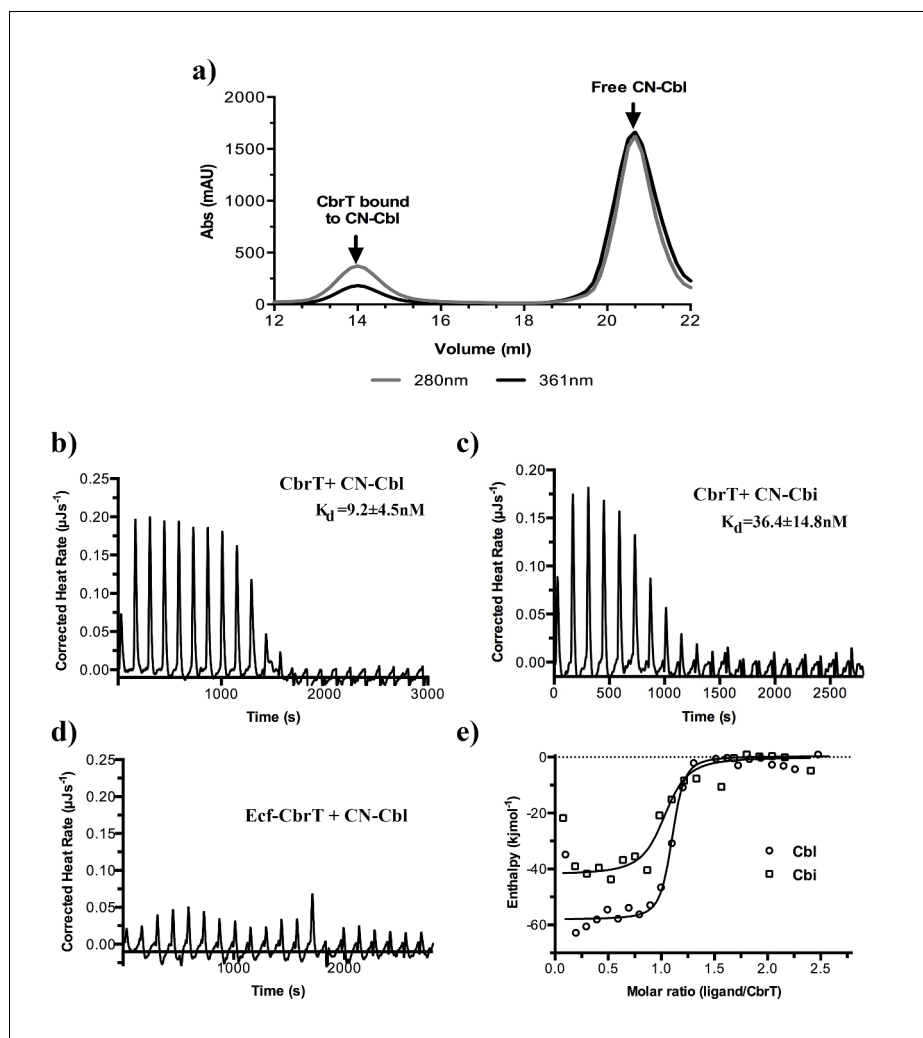 a)
Free CN-Cbl
CbrT bound
to CN-Cbl
Abs (mAU)
2000
1500
1000
500
0
12 14 16 18 20 22
Volume (ml)
280nm 361nm
b)
CbrT+ CN-Cbl
Kd=9.2±4.5nM
Corrected Heat Rate (µJs-1)
0.25
0.20
0.15
0.10
0.05
0.00
1000 2000 3000
Time (s)
c)
CbrT+ CN-Cbi
Kd=36.4±14.8nM
Corrected Heat Rate (µJs-1)
0.20
0.15
0.10
0.05
0.00
0 500 1000 1500 2000 2500
Time (s)
d)
Ecf-CbrT + CN-Cbl
Corrected Heat Rate (µJs-1)
0.25
0.20
0.15
0.10
0.05
0.00
1000 2000
Time (s)
e)
Enthalpy (kjmol-1)
0
-20
-40
-60
Cbl
Cbi
0.0 0.5 1.0 1.5 2.0 2.5
Molar ratio (ligand/CbrT)